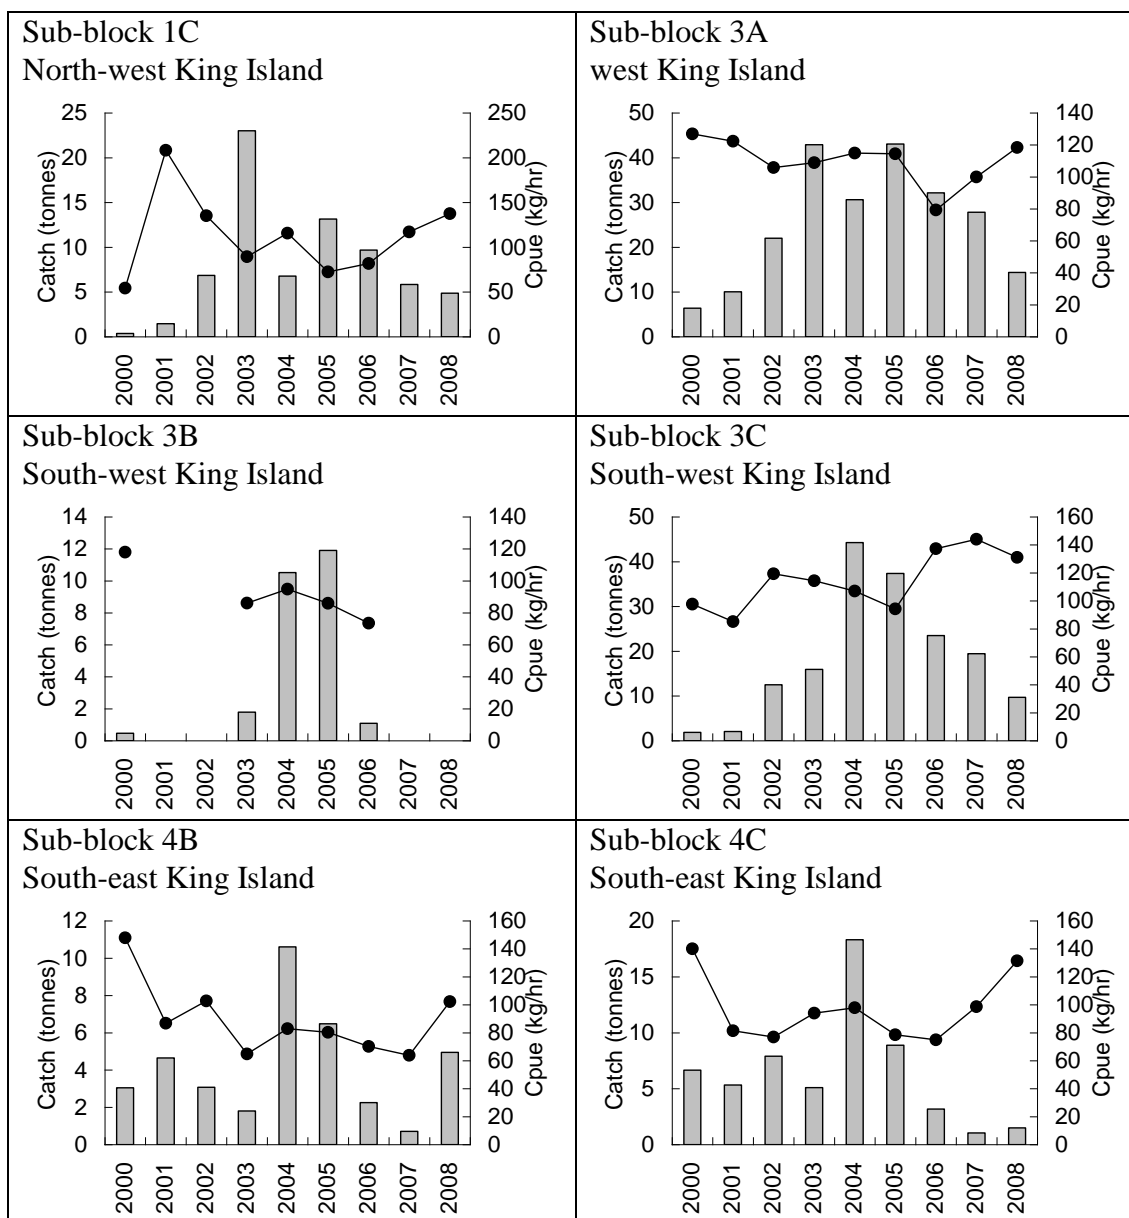 Sub-block 1C
North-west King Island
25
20
15
10
5
0
Catch (tonnes)
250
200
150
100
50
0
Cpue (kg/hr)
2000 2001 2002 2003 2004 2005 2006 2007 2008
Sub-block 3A
west King Island
50
40
30
20
10
0
Catch (tonnes)
140
120
100
80
60
40
20
0
Cpue (kg/hr)
2000 2001 2002 2003 2004 2005 2006 2007 2008
Sub-block 3B
South-west King Island
14
12
10
8
6
4
2
0
Catch (tonnes)
140
120
100
80
60
40
20
0
Cpue (kg/hr)
2000 2001 2002 2003 2004 2005 2006 2007 2008
Sub-block 3C
South-west King Island
50
40
30
20
10
0
Catch (tonnes)
160
140
120
100
80
60
40
20
0
Cpue (kg/hr)
2000 2001 2002 2003 2004 2005 2006 2007 2008
Sub-block 4B
South-east King Island
12
10
8
6
4
2
0
Catch (tonnes)
160
140
120
100
80
60
40
20
0
Cpue (kg/hr)
2000 2001 2002 2003 2004 2005 2006 2007 2008
Sub-block 4C
South-east King Island
20
15
10
5
0
Catch (tonnes)
160
140
120
100
80
60
40
20
0
Cpue (kg/hr)
2000 2001 2002 2003 2004 2005 2006 2007 2008